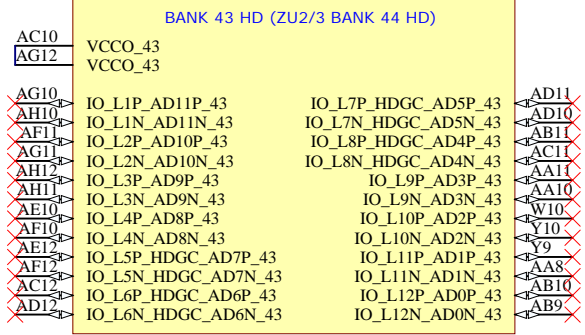 BANK 43 HD (ZU2/3 BANK 44 HD)
AC10 VCCO_43
AG12 VCCO_43
AG10 IO_L1P_AD11P_43 IO_L7P_HDGC_AD5P_43 AD11
AH10 IO_L1N_AD11N_43 IO_L7N_HDGC_AD5N_43 AD10
AF11 IO_L2P_AD10P_43 IO_L8P_HDGC_AD4P_43 AB11
AG11 IO_L2N_AD10N_43 IO_L8N_HDGC_AD4N_43 AC11
AH12 IO_L3P_AD9P_43 IO_L9P_AD3P_43 AA11
AH11 IO_L3N_AD9N_43 IO_L9N_AD3N_43 AA10
AE10 IO_L4P_AD8P_43 IO_L10P_AD2P_43 W10
AF10 IO_L4N_AD8N_43 IO_L10N_AD2N_43 Y10
AE12 IO_L5P_HDGC_AD7P_43 IO_L11P_AD1P_43 Y9
AF12 IO_L5N_HDGC_AD7N_43 IO_L11N_AD1N_43 AA8
AC12 IO_L6P_HDGC_AD6P_43 IO_L12P_AD0P_43 AB10
AD12 IO_L6N_HDGC_AD6N_43 IO_L12N_AD0N_43 AB9